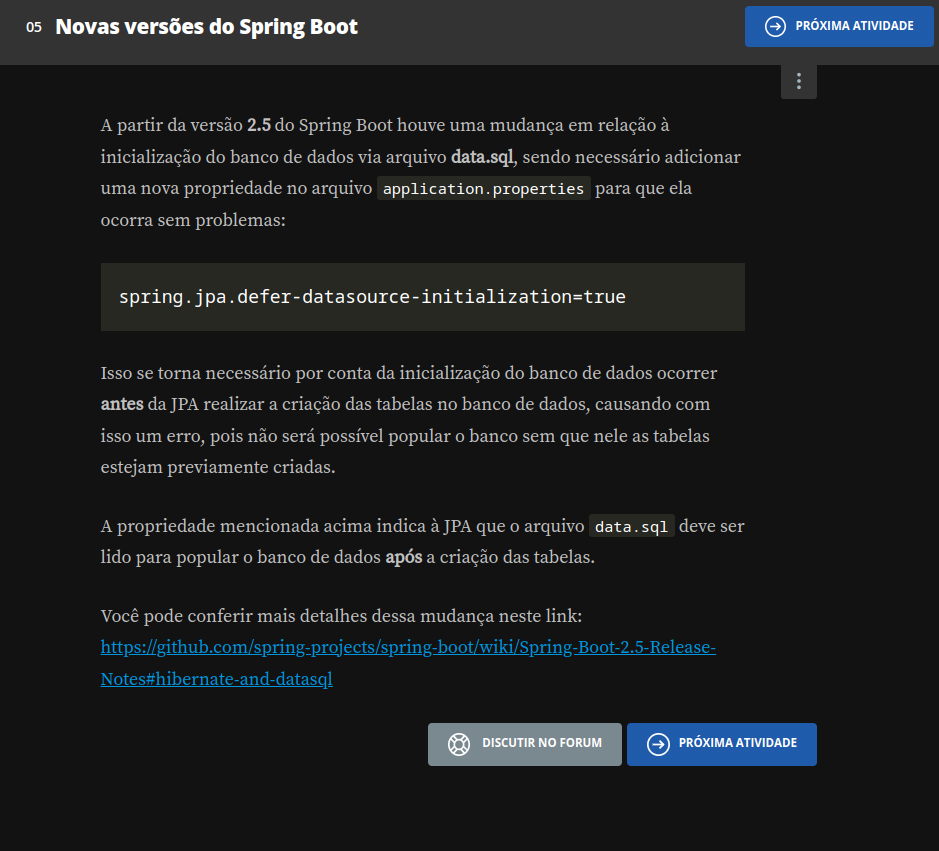 05 Novas versões do Spring Boot
PRÓXIMA ATIVIDADE
A partir da versão 2.5 do Spring Boot houve uma mudança em relação à
inicialização do banco de dados via arquivo data.sql, sendo necessário adicionar
uma nova propriedade no arquivo application.properties para que ela
ocorra sem problemas:
spring.jpa.defer-datasource-initialization=true
Isso se torna necessário por conta da inicialização do banco de dados ocorrer
antes da JPA realizar a criação das tabelas no banco de dados, causando com
isso um erro, pois não será possível popular o banco sem que nele as tabelas
estejam previamente criadas.
A propriedade mencionada acima indica à JPA que o arquivo data.sql deve ser
lido para popular o banco de dados após a criação das tabelas.
Você pode conferir mais detalhes dessa mudança neste link:
https://github.com/spring-projects/spring-boot/wiki/Spring-Boot-2.5-Release-
Notes#hibernate-and-datasql
DISCUTIR NO FORUM
PRÓXIMA ATIVIDADE